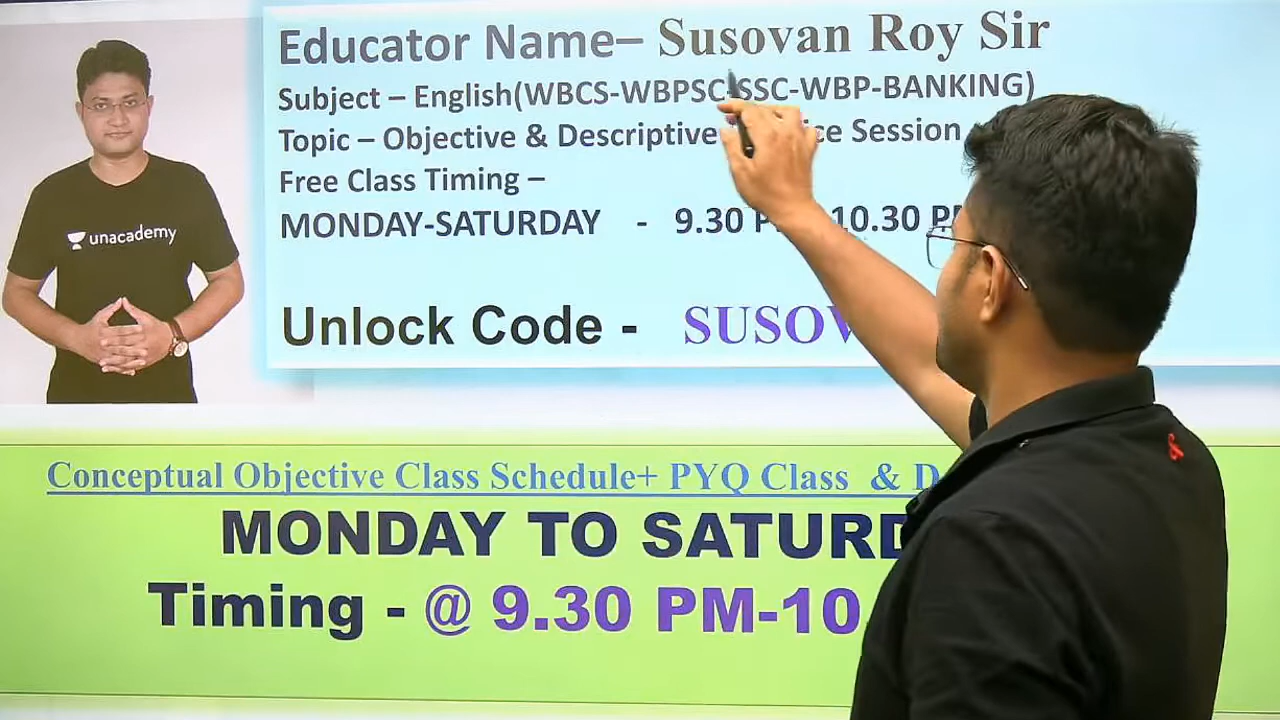 Educator Name– Susovan Roy Sir
Subject – English(WBCS-WBPSC-SSC-WBP-BANKING)
Topic – Objective & Descriptive Session
Free Class Timing –
MONDAY-SATURDAY - 9.30 10.30
Unlock Code -
unacademy
Conceptual Objective Class Schedule+ PYQ Class &
MONDAY TO
Timing - @ 9.30 PM-10